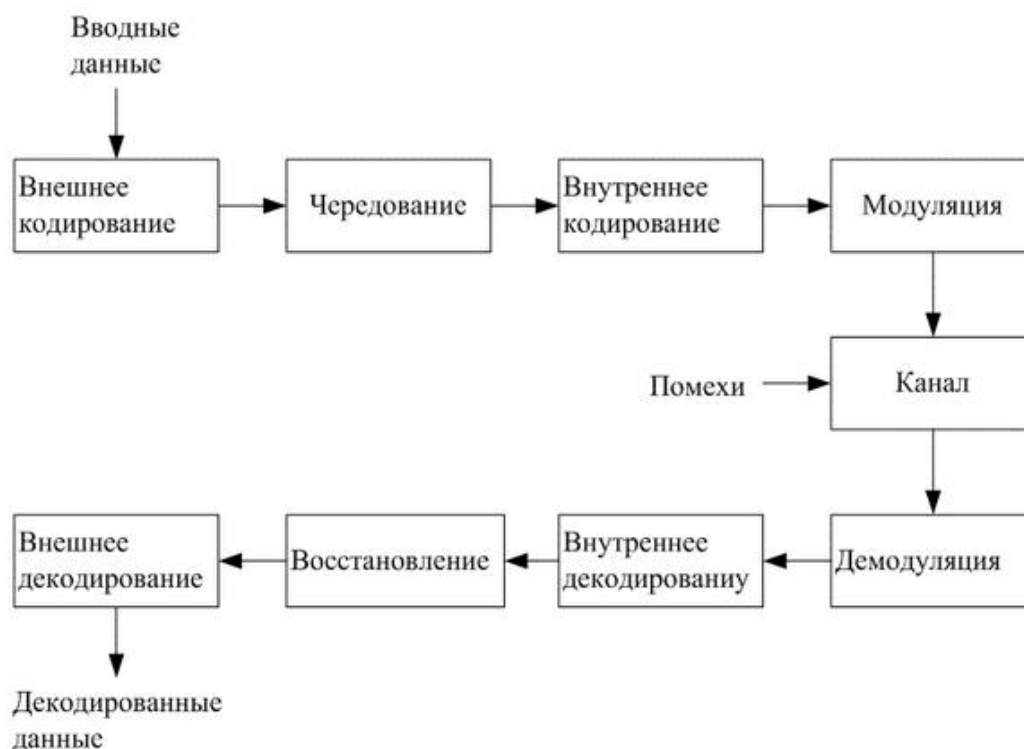 Вводные
данные
Внешнее
кодирование
Чередование
Внутреннее
кодирование
Модуляция
Помехи
Канал
Внешнее
декодирование
Восстановление
Внутреннее
декодированиу
Демодуляция
Декодированные
данные